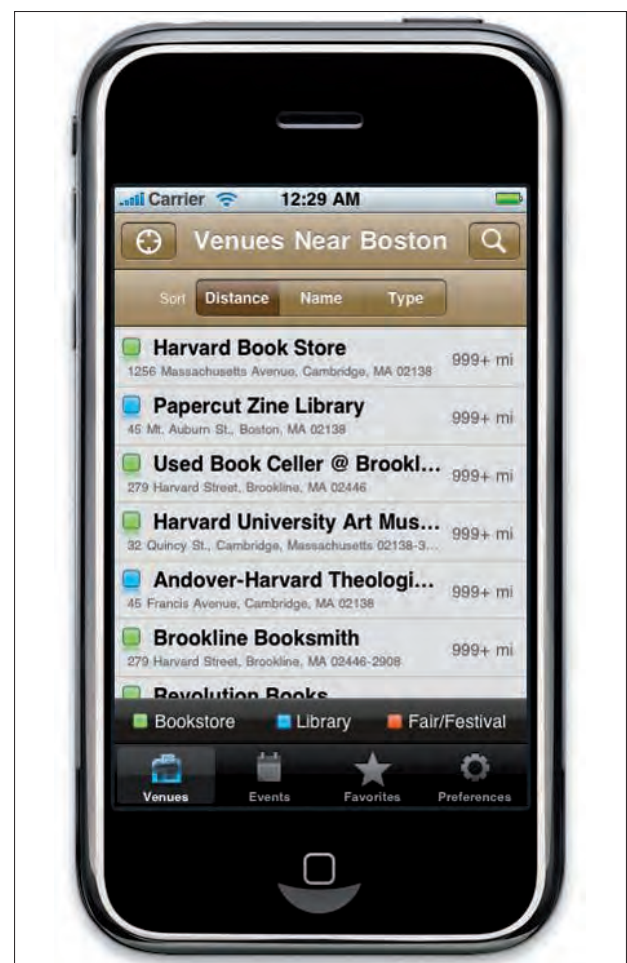 Carrier 12:29 AM
Venues Near Boston
Sort Distance Name Type
Harvard Book Store
1256 Massachusetts Avenue, Cambridge, MA 02138
999+ mi
Papercut Zine Library
45 Mt. Auburn St., Boston, MA 02138
999+ mi
Used Book Celler @ Brookl...
279 Harvard Street, Brookline, MA 02446
999+ mi
Harvard University Art Mus...
32 Quincy St., Cambridge, Massachusetts 02138-3...
999+ mi
Andover-Harvard Theologi...
45 Francis Avenue, Cambridge, MA 02138
999+ mi
Brookline Booksmith
279 Harvard Street, Brookline, MA 02446-2908
999+ mi
Revolution Books
Bookstore Library Fair/Festival
Venues Events Favorites Preferences